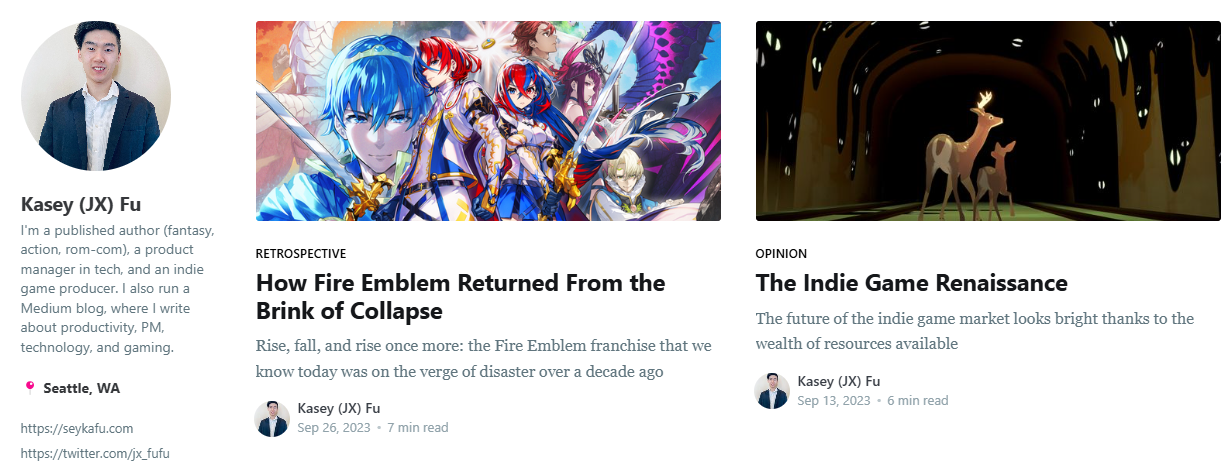 Kasey (JX) Fu
I'm a published author (fantasy,
action, rom-com), a product
manager in tech, and an indie
game producer. I also run a
Medium blog, where I write
about productivity, PM,
technology, and gaming.
Seattle, WA
https://seykafu.com
https://twitter.com/jx_fufu
RETROSPECTIVE
How Fire Emblem Returned From the
Brink of Collapse
Rise, fall, and rise once more: the Fire Emblem franchise that we
know today was on the verge of disaster over a decade ago
Kasey (JX) Fu
Sep 26, 2023 • 7 min read
OPINION
The Indie Game Renaissance
The future of the indie game market looks bright thanks to the
wealth of resources available
Kasey (JX) Fu
Sep 13, 2023 • 6 min read